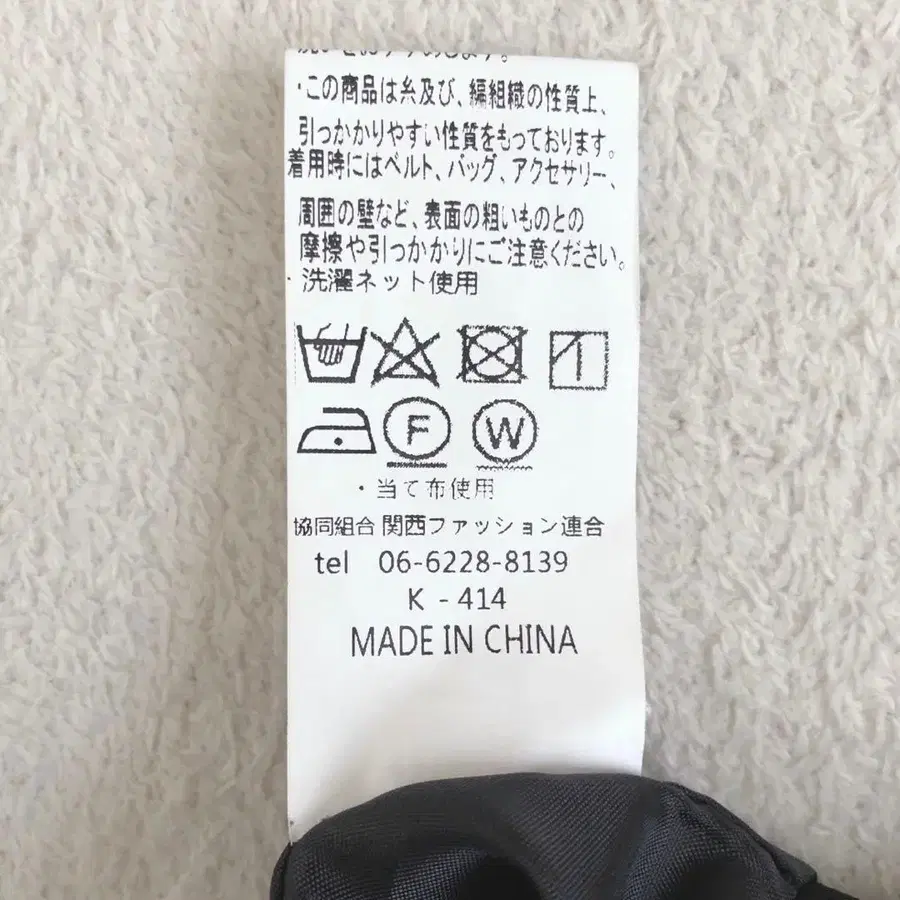 ・この商品は糸及び、編組織の性質上、
引っかかりやすい性質をもっております。
着用時にはベルト、バッグ、アクセサリー、
周囲の壁など、表面の粗いものとの
摩擦や引っかかりにご注意ください。
・洗濯ネット使用
F W
・当て布使用
協同組合 関西ファッション連合
tel 06-6228-8139
K - 414
MADE IN CHINA